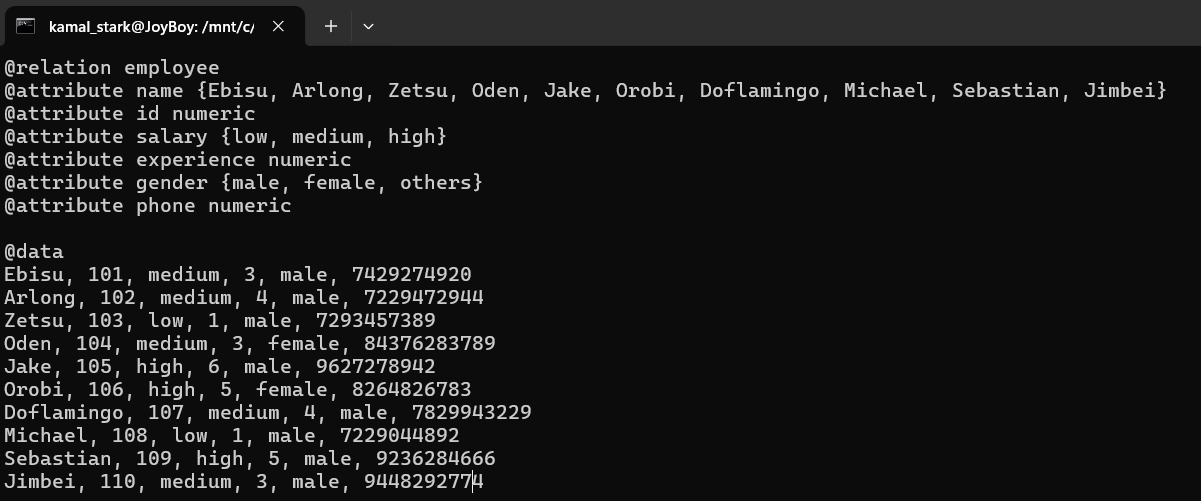 kamal_stark@JoyBoy: /mnt/c/
@relation employee
@attribute name {Ebisu, Arlong, Zetsu, Oden, Jake, Orobi, Doflamingo, Michael, Sebastian, Jimbei}
@attribute id numeric
@attribute salary {low, medium, high}
@attribute experience numeric
@attribute gender {male, female, others}
@attribute phone numeric
@data
Ebisu, 101, medium, 3, male, 7429274920
Arlong, 102, medium, 4, male, 7229472944
Zetsu, 103, low, 1, male, 7293457389
Oden, 104, medium, 3, female, 84376283789
Jake, 105, high, 6, male, 9627278942
Orobi, 106, high, 5, female, 8264826783
Doflamingo, 107, medium, 4, male, 7829943229
Michael, 108, low, 1, male, 7229044892
Sebastian, 109, high, 5, male, 9236284666
Jimbei, 110, medium, 3, male, 9448292774